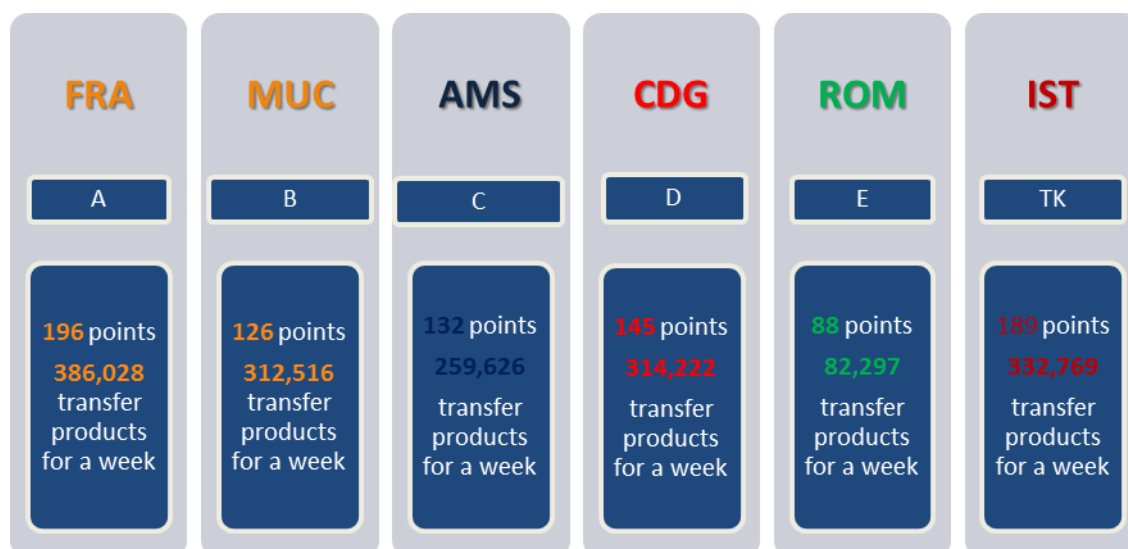 FRA
A
196 points
386,028
transfer
products
for a week
MUC
B
126 points
312,516
transfer
products
for a week
AMS
C
132 points
259,626
transfer
products
for a week
CDG
D
145 points
314,222
transfer
products
for a week
ROM
E
88 points
82,297
transfer
products
for a week
IST
TK
189 points
332,769
transfer
products
for a week